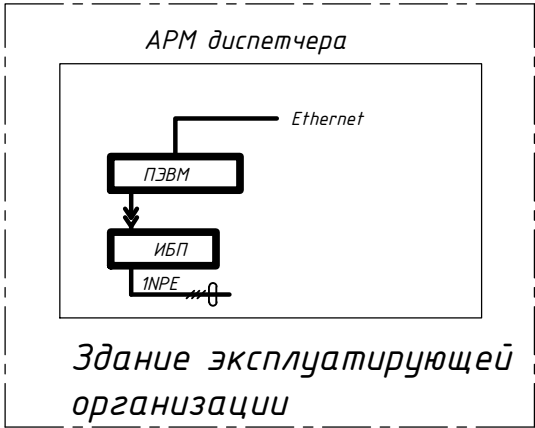 АРМ диспетчера
Ethernet
ПЭВМ
ИБП
1NPE
Здание эксплуатирующей
организации